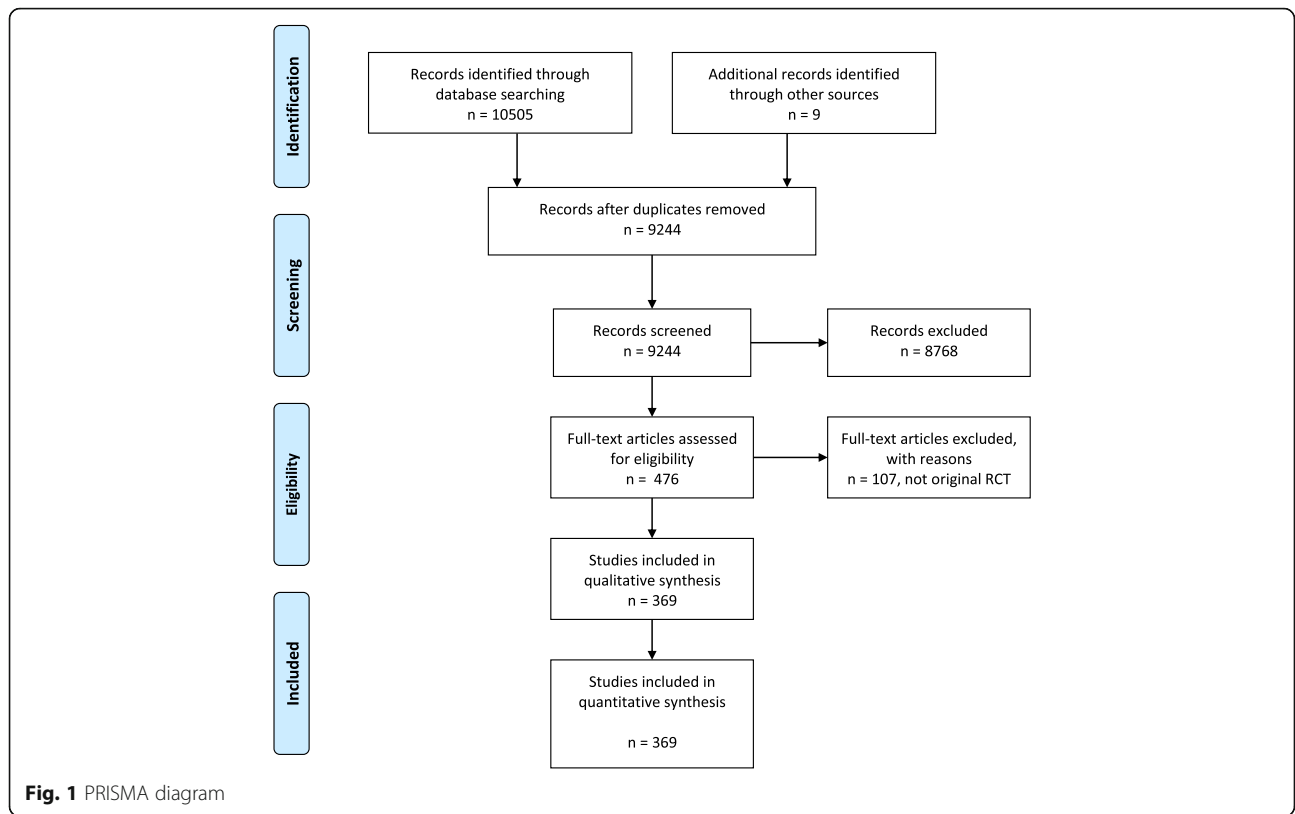 Identification
Records identified through
database searching
n = 10505
Additional records identified
through other sources
n = 9
Records after duplicates removed
n = 9244
Screening
Records screened
n = 9244
Records excluded
n = 8768
Eligibility
Full-text articles assessed
for eligibility
n = 476
Full-text articles excluded,
with reasons
n = 107, not original RCT
Studies included in
qualitative synthesis
n = 369
Included
Studies included in
quantitative synthesis
n = 369
Fig. 1 PRISMA diagram